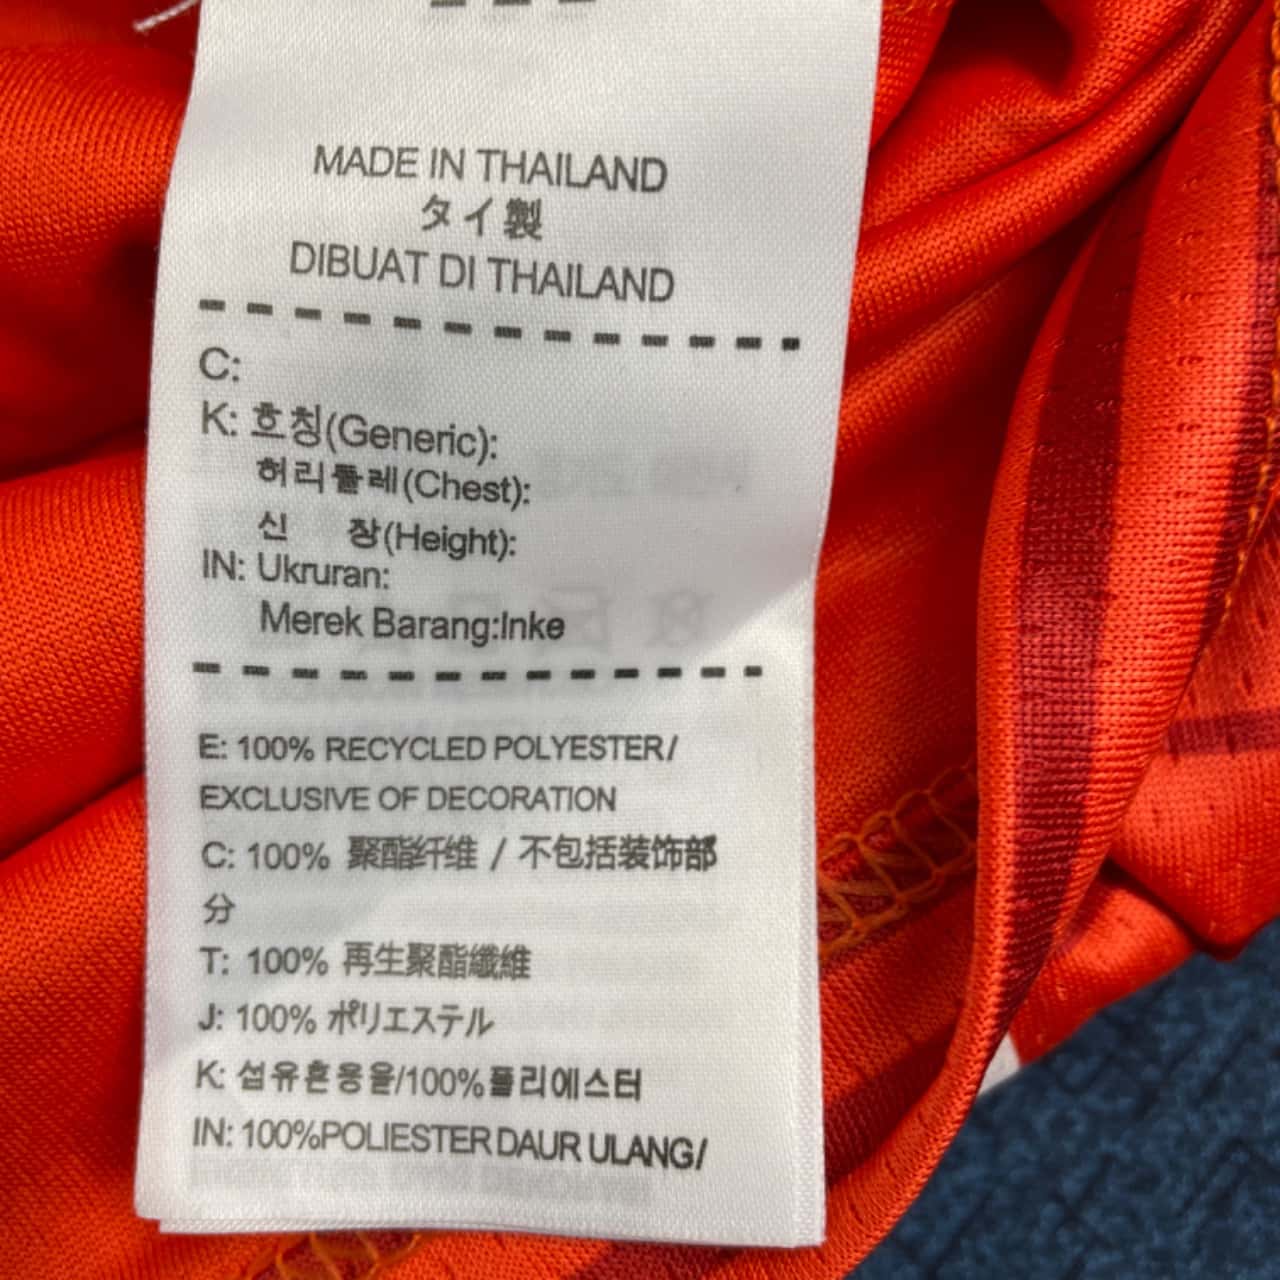 MADE IN THAILAND
タイ製
DIBUAT DI THAILAND
C:
K: 흐칭(Generic):
허리둘레(Chest):
신 장(Height):
IN: Ukruran:
Merek Barang:Inke
E: 100% RECYCLED POLYESTER/
EXCLUSIVE OF DECORATION
C: 100% 聚酯纤维 / 不包括装饰部
分
T: 100% 再生聚酯纖維
J: 100% ポリエステル
K: 섬유혼용율/100%폴리에스터
IN: 100%POLIESTER DAUR ULANG/